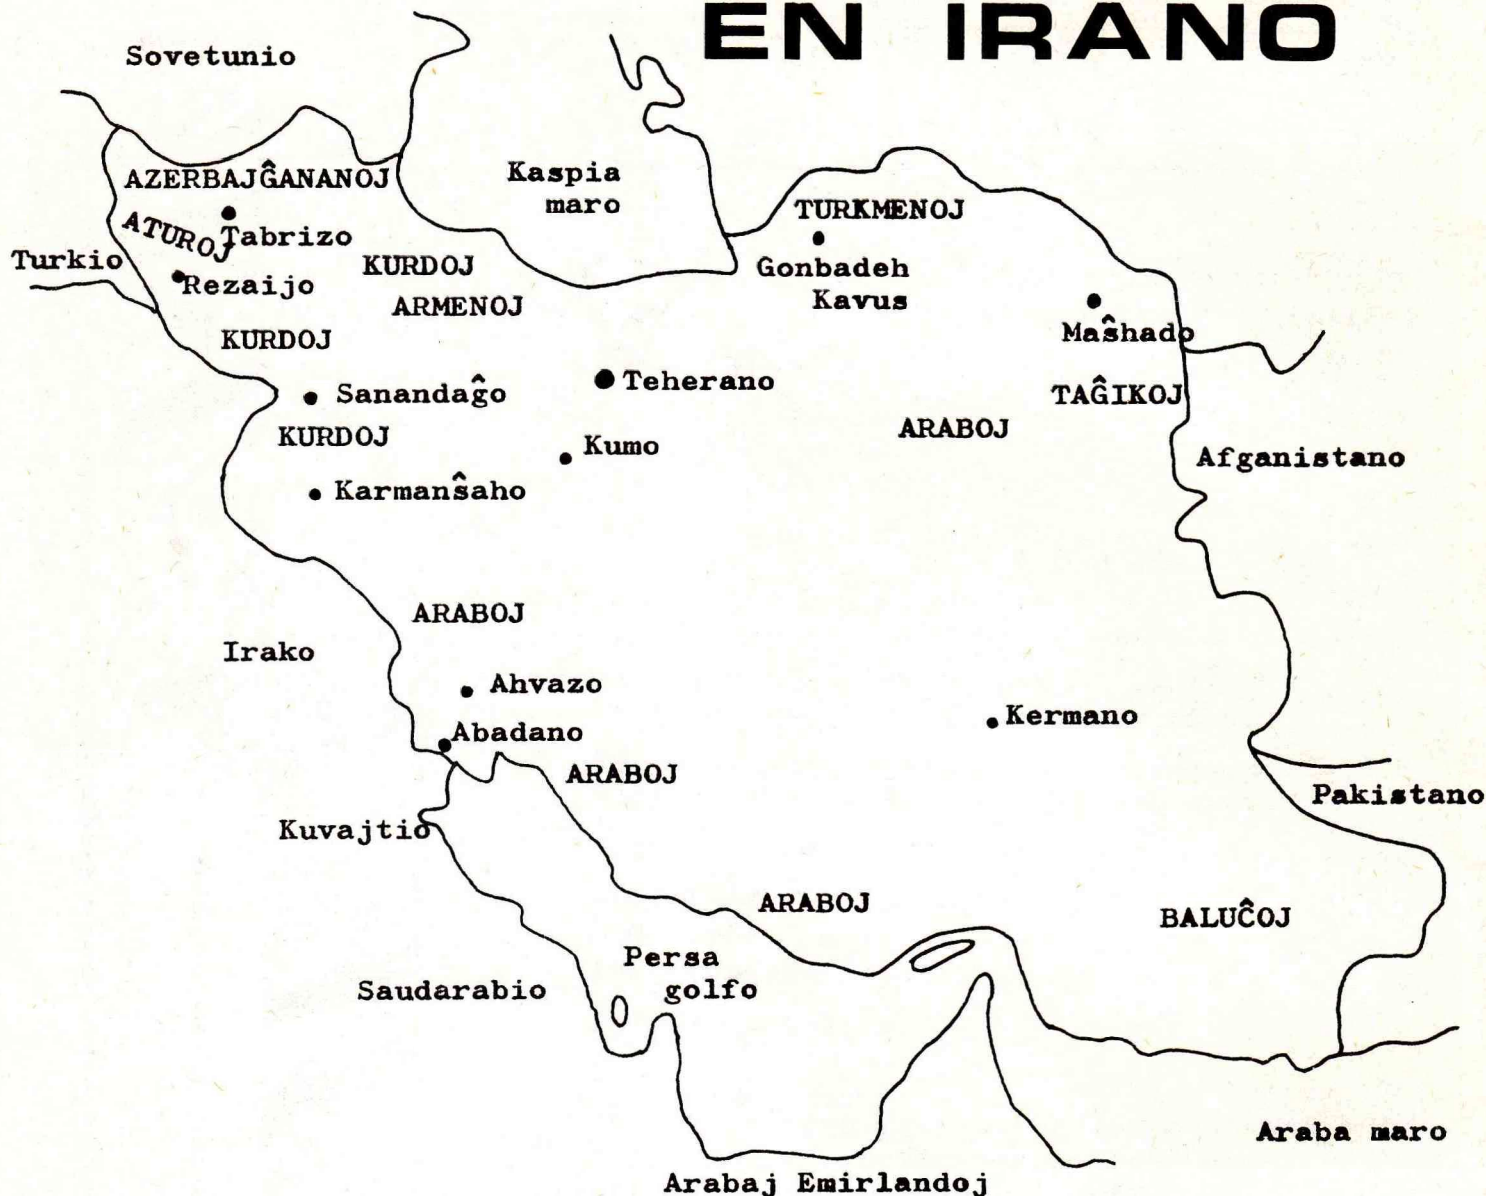 EN IRANO
Sovetunio
AZERBAJĜANANOJ
Kaspia
maro
TURKMENOJ
ATUROJ
Tabrizo
Turkio
Rezaijo
KURDOJ
ARMENOJ
Gonbadeh
Kavus
KURDOJ
Maŝhado
Sanandaĝo
Teherano
TAĜIKOJ
KURDOJ
Kumo
ARABOJ
Afganistano
Karmanŝaho
ARABOJ
Irako
Ahvazo
Abadano
Kermano
ARABOJ
Pakistano
Kuvajtio
ARABOJ
BALUĈOJ
Persa
golfo
Saudarabio
Araba maro
Arabaj Emirlandoj